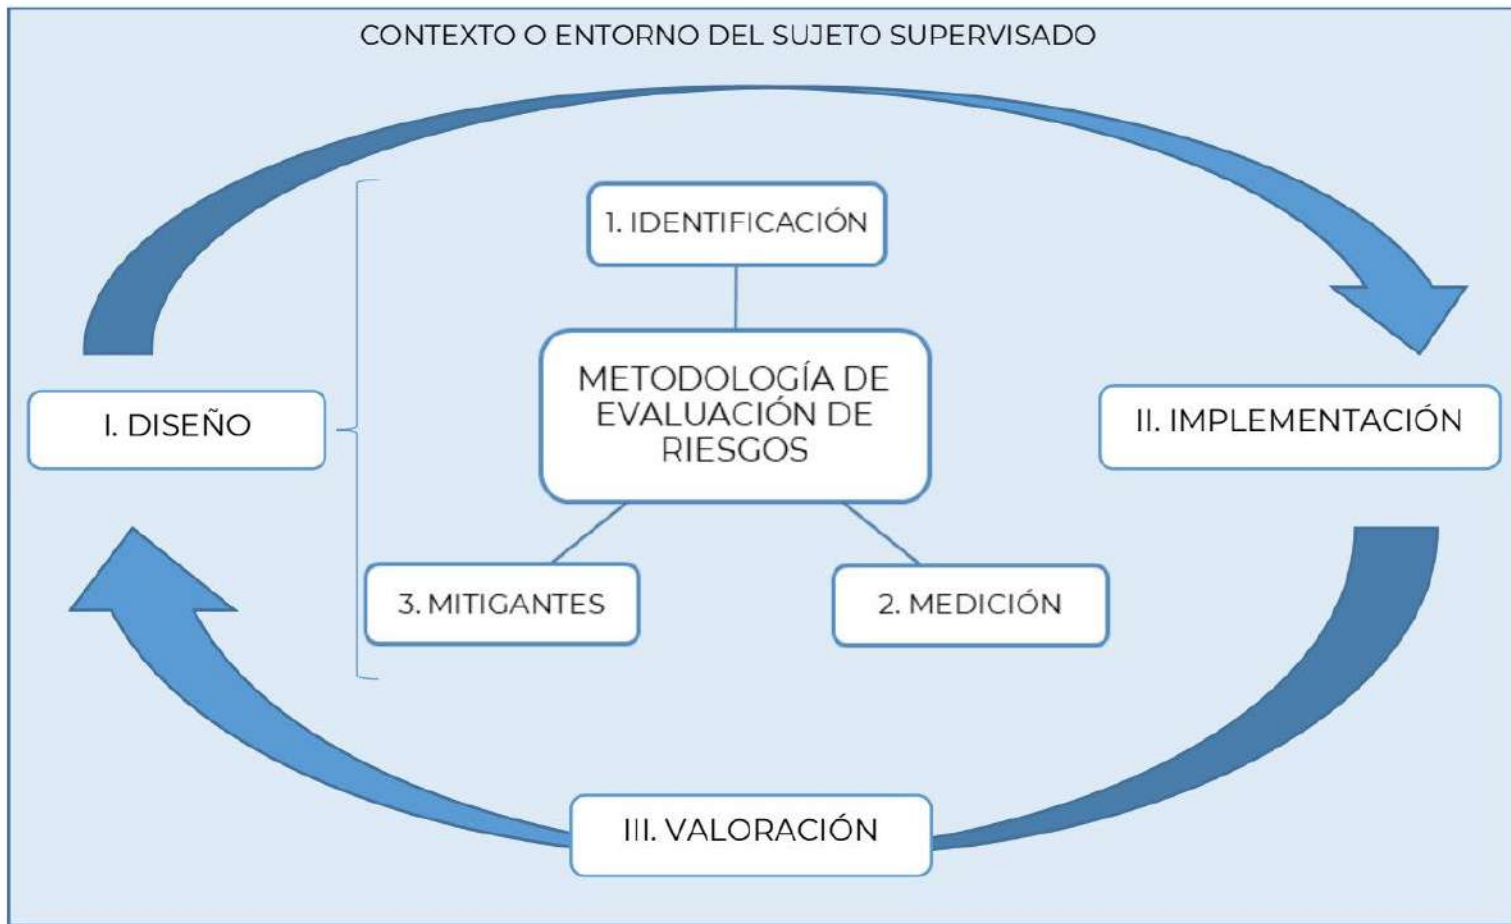 CONTEXTO O ENTORNO DEL SUJETO SUPERVISADO
1. IDENTIFICACIÓN
METODOLOGÍA DE
EVALUACIÓN DE
RIESGOS
I. DISEÑO
II. IMPLEMENTACIÓN
3. MITIGANTES
2. MEDICIÓN
III. VALORACIÓN